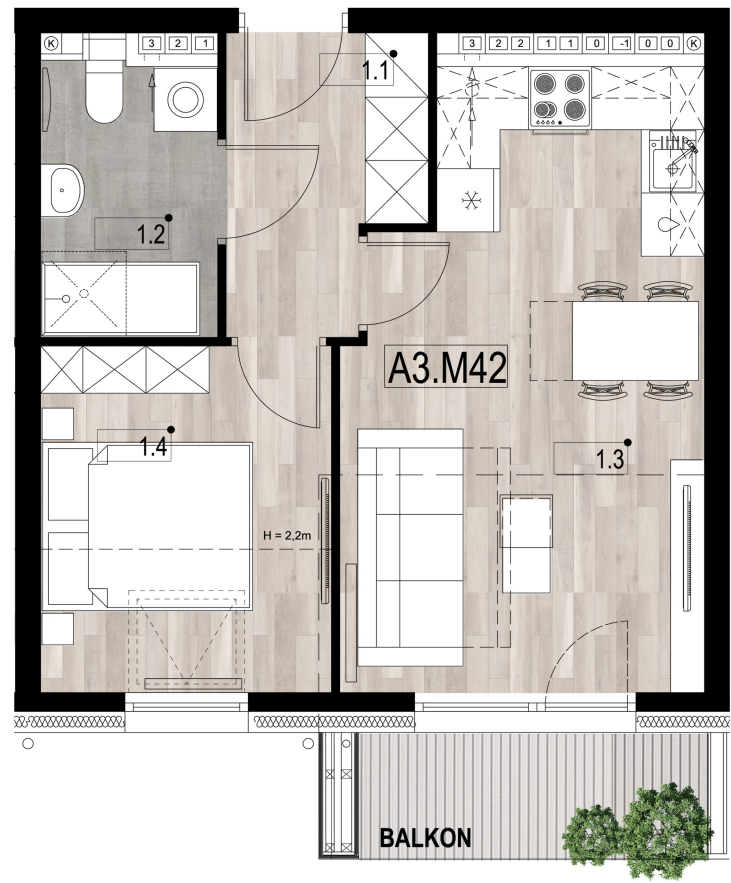 K 3 2 1
3 2 2 1 1 0 -1 0 0 K
1.1
1.2
A3.M42
1.4
1.3
H = 2,2m
BALKON